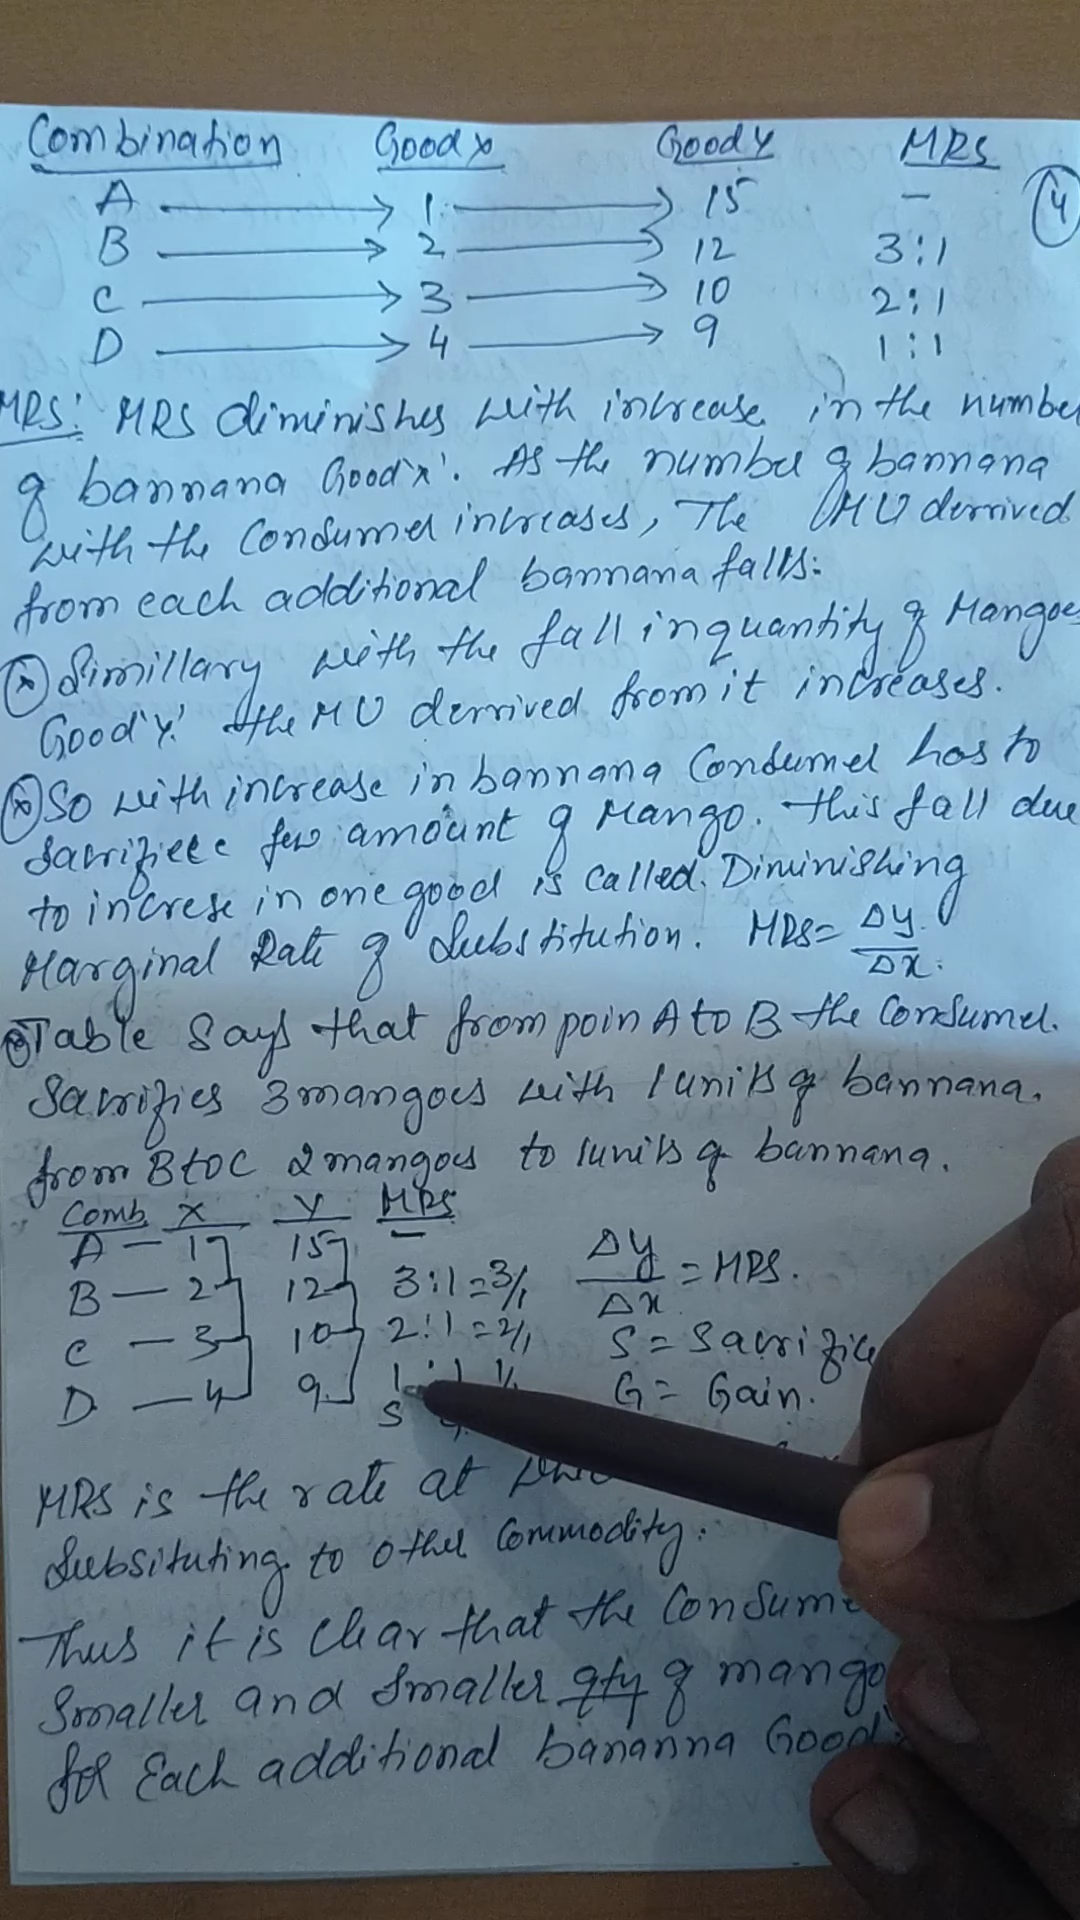 Combination Good x Good y MRS
A → 1 → 15 — 4
B → 2 → 12 3:1
C → 3 → 10 2:1
D → 4 → 9 1:1
MRS: MRS diminishes with increase in the number
of bannana Good 'x'. As the number of bannana
with the Consumer increases, The MU derrived
from each additional bannana falls:
Simillary with the fall in quantity of Mangoes
Good 'y'. the MU derrived from it increases.
So with increase in bannana Consumer has to
few amount of Mango. this fall due
to increse in one good is called Diminishing
Marginal Rate of Substitution. MRS = Δy/Δx.
Table Says that from poin A to B the Consumer.
Sacrifies 3 mangoes with 1 units of bannana.
from B to C 2 mangoes to 1 units of bannana.
Comb X Y MRS
A — 1 15 —
B — 2 12 3:1 = 3/1 Δy/Δx = MRS.
C — 3 10 2:1 = 2/1 S = Sacrifice
D — 4 9 1:1 1/1 G = Gain.
S G
MRS is the rate at
Subsituting to other Commodity.
Thus it is Clear that the
Smaller and Smaller qty of
for Each additional bananna Good